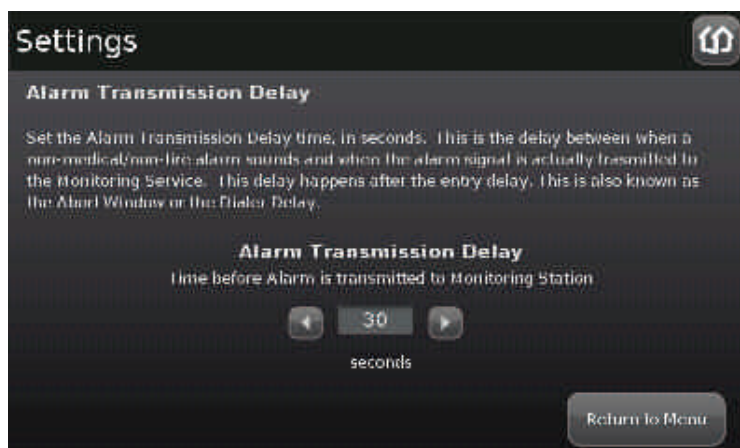 Settings
Alarm Transmission Delay
Set the Alarm Transmission Delay time, in seconds. This is the delay between when a
non-medical/non-fire alarm sounds and when the alarm signal is actually trasmitted to
the Monitoring Service. This delay happens after the entry delay. This is also known as
the Abort Window or the Dialer Delay.
Alarm Transmission Delay
Time before Alarm is transmitted to Monitoring Station
30
seconds
Return to Menu